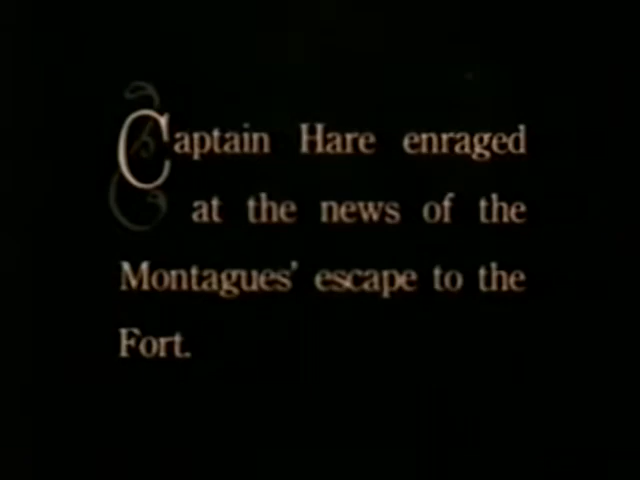 Captain Hare enraged
at the news of the
Montagues' escape to the
Fort.